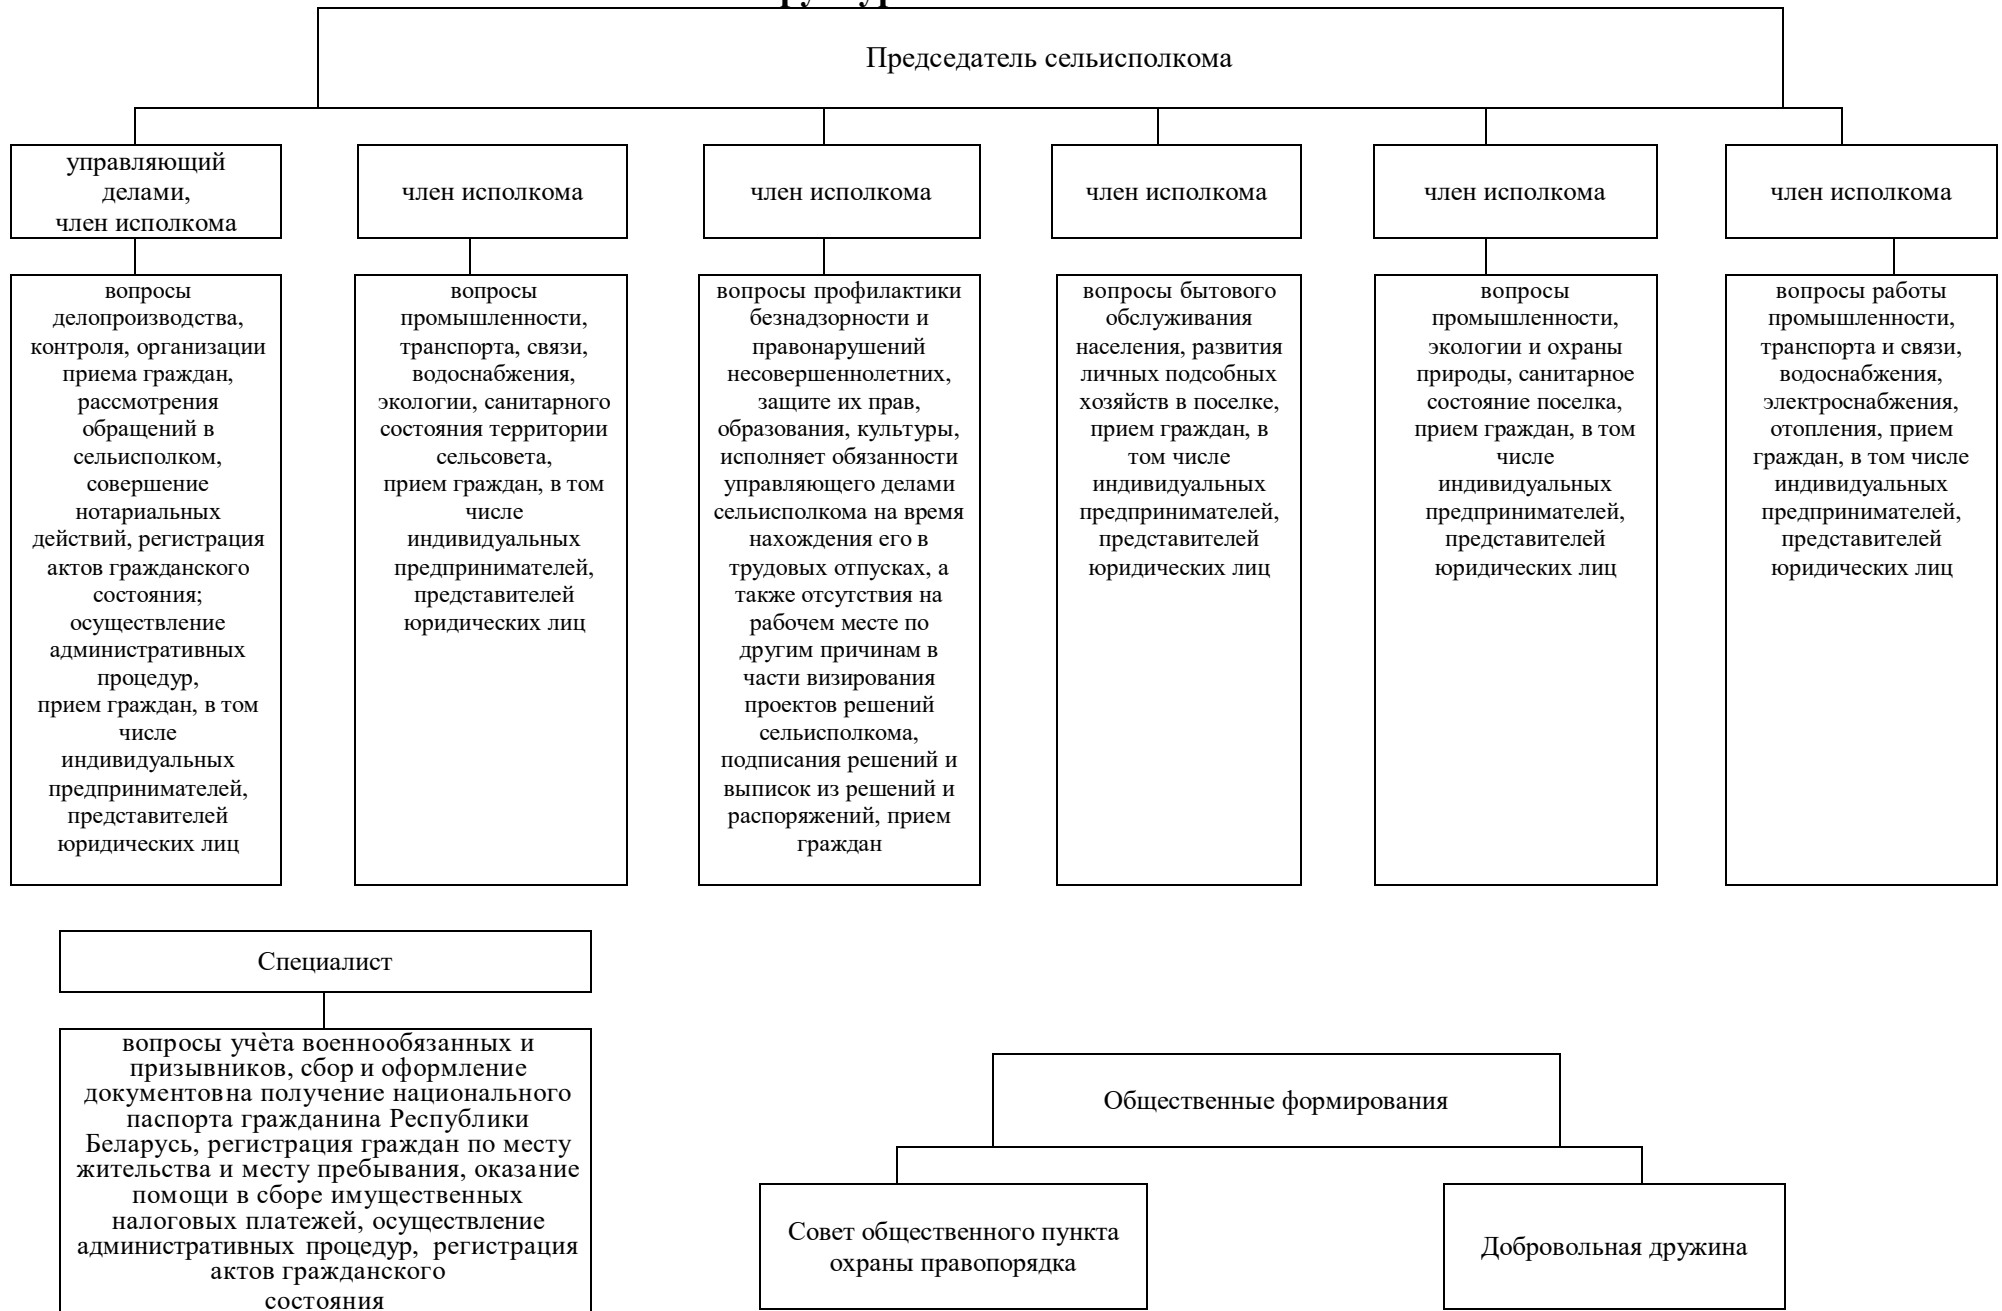 Председатель сельисполкома
управляющий
делами,
член исполкома
член исполкома
член исполкома
член исполкома
член исполкома
член исполкома
вопросы
делопроизводства,
контроля, организации
приема граждан,
рассмотрения
обращений в
сельисполком,
совершение
нотариальных
действий, регистрация
актов гражданского
состояния;
осуществление
административных
процедур,
прием граждан, в том
числе
индивидуальных
предпринимателей,
представителей
юридических лиц
вопросы
промышленности,
транспорта, связи,
водоснабжения,
экологии, санитарного
состояния территории
сельсовета,
прием граждан, в том
числе
индивидуальных
предпринимателей,
представителей
юридических лиц
вопросы профилактики
безнадзорности и
правонарушений
несовершеннолетних,
защите их прав,
образования, культуры,
исполняет обязанности
управляющего делами
сельисполкома на время
нахождения его в
трудовых отпусках, а
также отсутствия на
рабочем месте по
другим причинам в
части визирования
проектов решений
сельисполкома,
подписания решений и
выписок из решений и
распоряжений, прием
граждан
вопросы бытового
обслуживания
населения, развития
личных подсобных
хозяйств в поселке,
прием граждан, в
том числе
индивидуальных
предпринимателей,
представителей
юридических лиц
вопросы
промышленности,
экологии и охраны
природы, санитарное
состояние поселка,
прием граждан, в том
числе
индивидуальных
предпринимателей,
представителей
юридических лиц
вопросы работы
промышленности,
транспорта и связи,
водоснабжения,
электроснабжения,
отопления, прием
граждан, в том числе
индивидуальных
предпринимателей,
представителей
юридических лиц
Специалист
вопросы учѐта военнообязанных и
призывников, сбор и оформление
документовна получение национального
паспорта гражданина Республики
Беларусь, регистрация граждан по месту
жительства и месту пребывания, оказание
помощи в сборе имущественных
налоговых платежей, осуществление
административных процедур, регистрация
актов гражданского
состояния
Общественные формирования
Совет общественного пункта
охраны правопорядка
Добровольная дружина